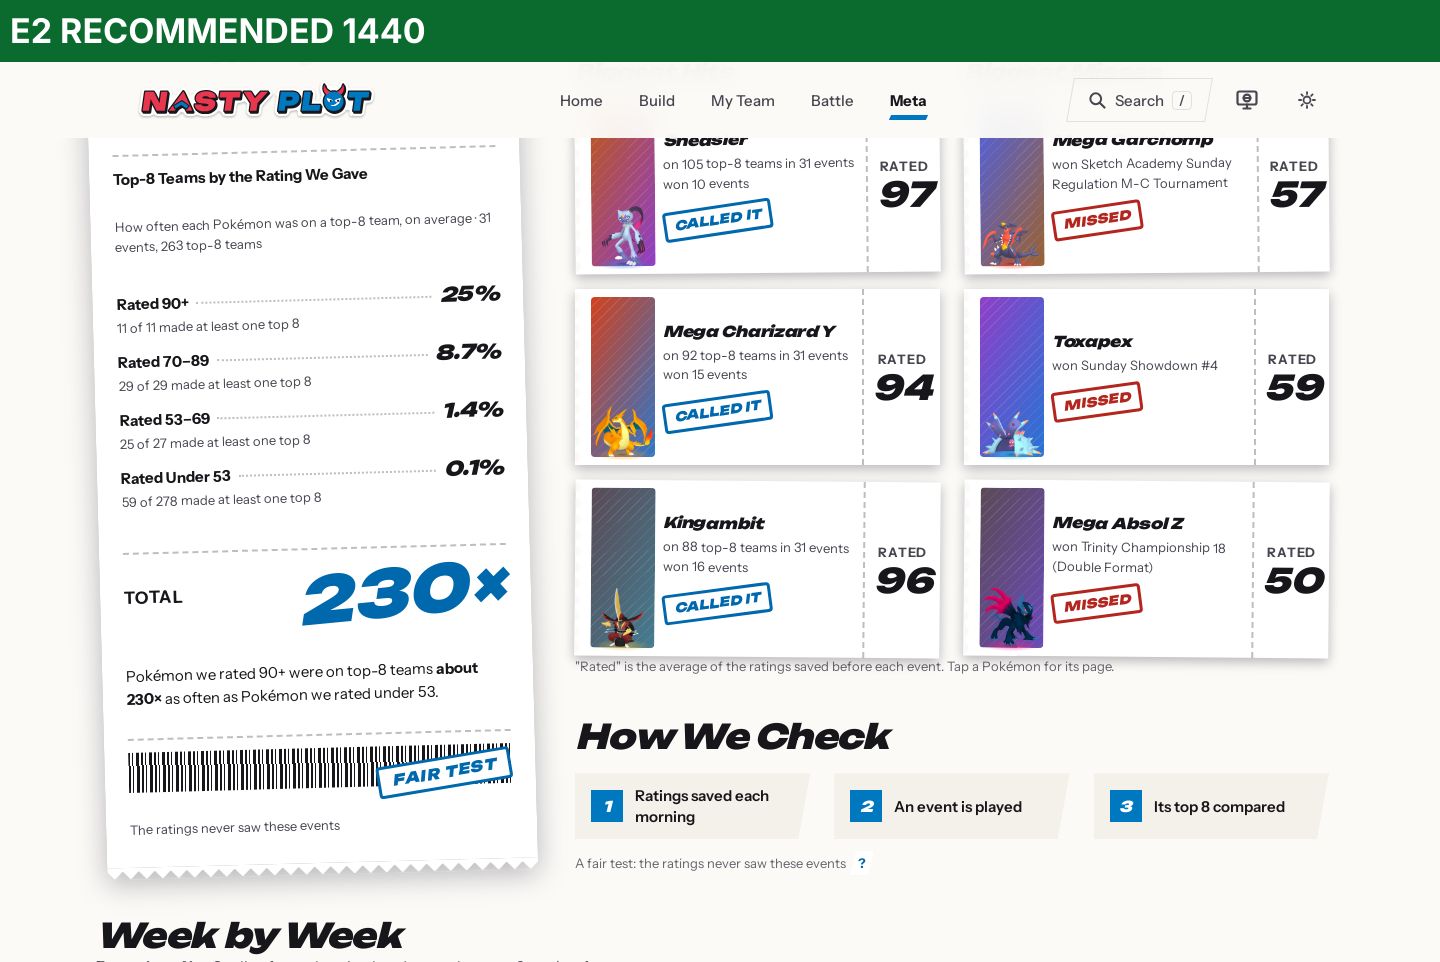 E2 RECOMMENDED 1440
NASTY PLOT
Home
Build
My Team
Battle
Meta
Search /
Top-8 Teams by the Rating We Gave
How often each Pokémon was on a top-8 team, on average · 31
events, 263 top-8 teams
Rated 90+ 25%
11 of 11 made at least one top 8
Rated 70–89 8.7%
29 of 29 made at least one top 8
Rated 53–69 1.4%
25 of 27 made at least one top 8
Rated Under 53 0.1%
59 of 278 made at least one top 8
TOTAL 230×
Pokémon we rated 90+ were on top-8 teams about
230× as often as Pokémon we rated under 53.
FAIR TEST
The ratings never saw these events
Sneasler
on 105 top-8 teams in 31 events
won 10 events
CALLED IT
RATED
97
Mega Garchomp
won Sketch Academy Sunday
Regulation M-C Tournament
MISSED
RATED
57
Mega Charizard Y
on 92 top-8 teams in 31 events
won 15 events
CALLED IT
RATED
94
Toxapex
won Sunday Showdown #4
MISSED
RATED
59
Kingambit
on 88 top-8 teams in 31 events
won 16 events
CALLED IT
RATED
96
Mega Absol Z
won Trinity Championship 18
(Double Format)
MISSED
RATED
50
"Rated" is the average of the ratings saved before each event. Tap a Pokémon for its page.
How We Check
1 Ratings saved each
morning
2 An event is played
3 Its top 8 compared
A fair test: the ratings never saw these events ?
Week by Week